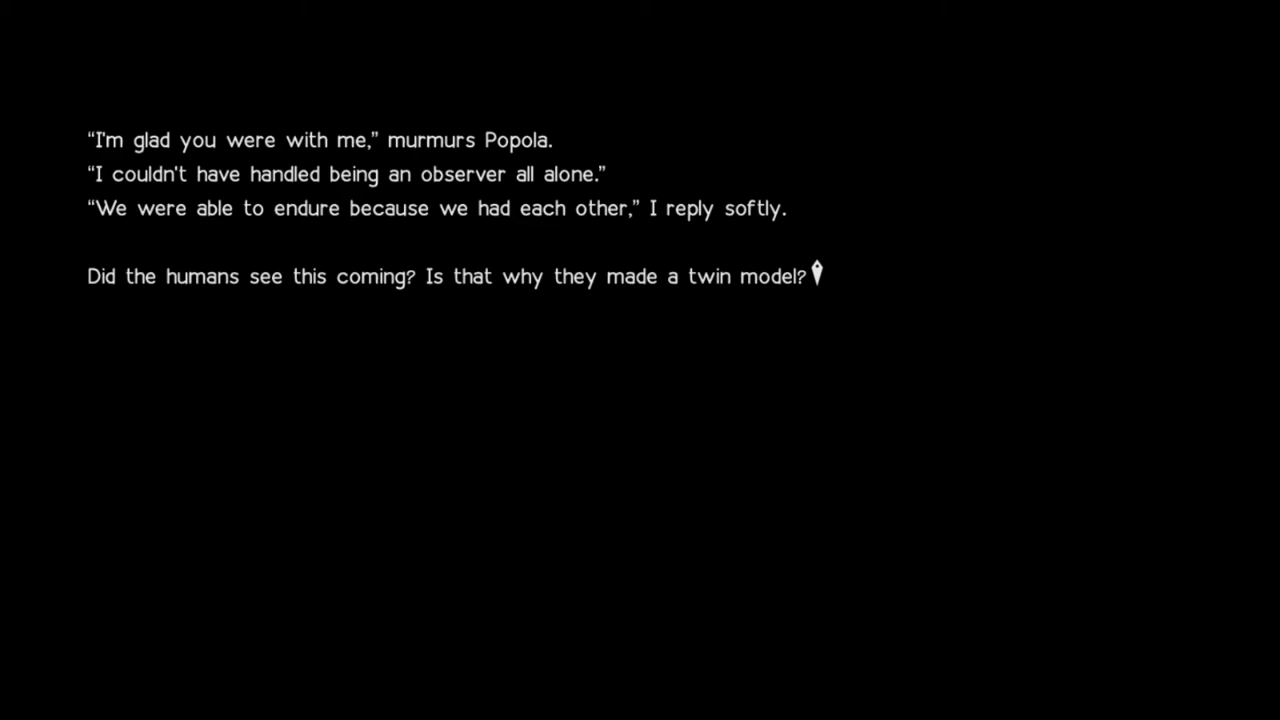 “I'm glad you were with me,” murmurs Popola.
“I couldn't have handled being an observer all alone.”
“We were able to endure because we had each other,” I reply softly.
Did the humans see this coming? Is that why they made a twin model?